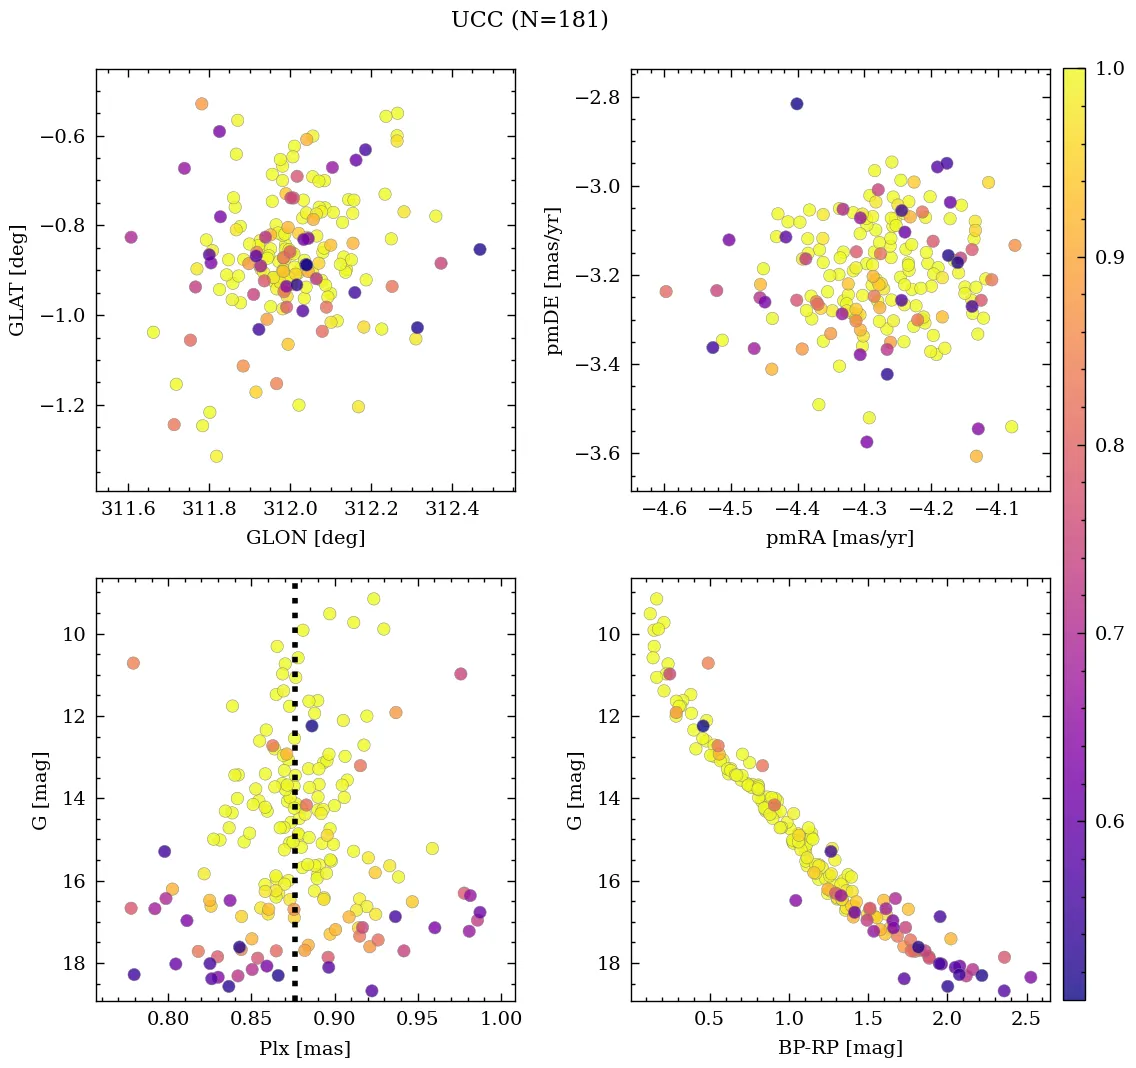 UCC (N=181)
−0.6
−0.8
−1.0
−1.2
GLAT [deg]
311.6 311.8 312.0 312.2 312.4
GLON [deg]
−2.8
−3.0
−3.2
−3.4
−3.6
pmDE [mas/yr]
−4.6 −4.5 −4.4 −4.3 −4.2 −4.1
pmRA [mas/yr]
1.0
0.9
0.8
0.7
0.6
10
12
14
16
18
G [mag]
0.80 0.85 0.90 0.95 1.00
Plx [mas]
10
12
14
16
18
G [mag]
0.5 1.0 1.5 2.0 2.5
BP-RP [mag]